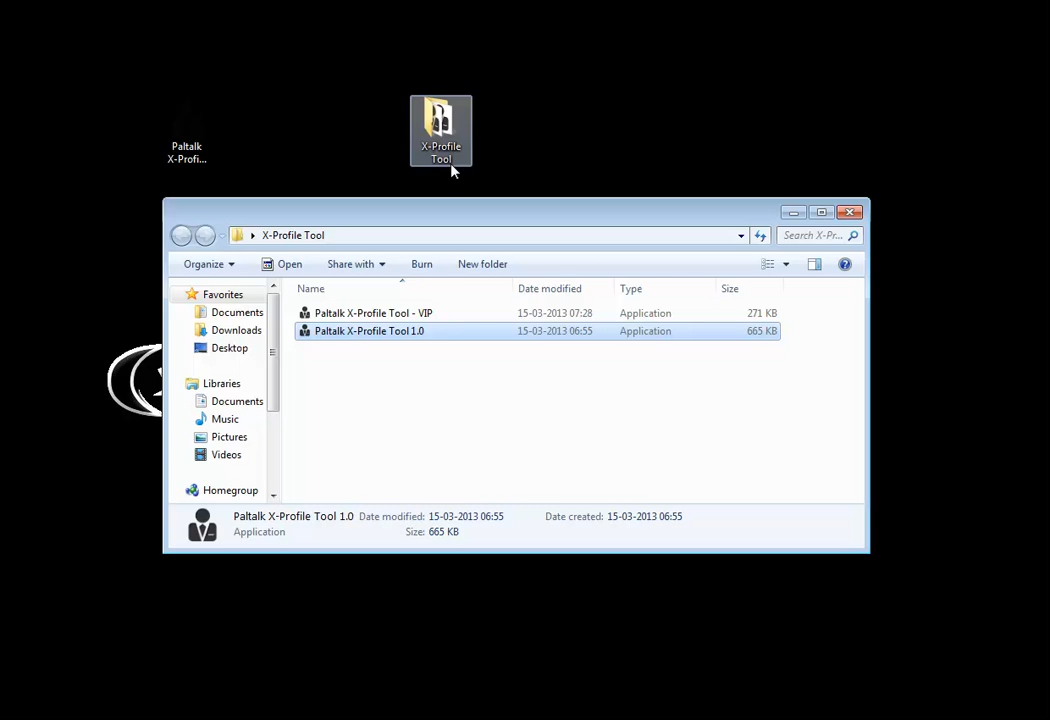 Paltalk
X-Profi...
X-Profile
Tool
X-Profile Tool
Search X-Pr...
Organize
Open
Share with
Burn
New folder
Name
Date modified
Type
Size
Favorites
Documents
Downloads
Desktop
Libraries
Documents
Music
Pictures
Videos
Homegroup
Paltalk X-Profile Tool - VIP 15-03-2013 07:28 Application 271 KB
Paltalk X-Profile Tool 1.0 15-03-2013 06:55 Application 665 KB
Paltalk X-Profile Tool 1.0 Date modified: 15-03-2013 06:55 Date created: 15-03-2013 06:55
Application Size: 665 KB